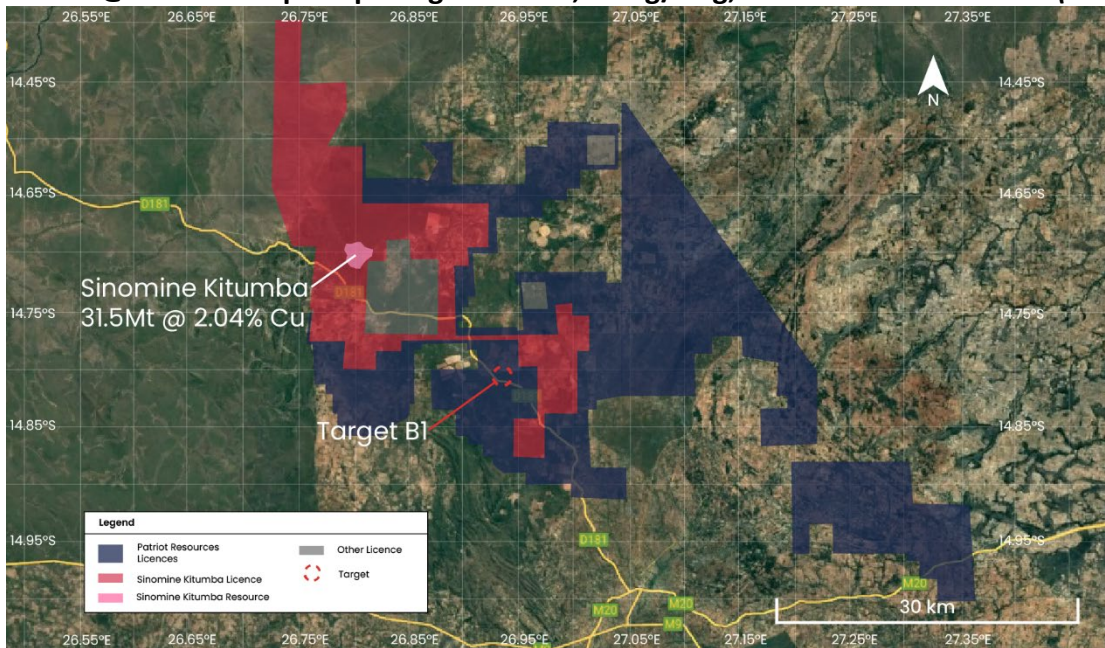 26.55°E 26.65°E 26.75°E 26.85°E 26.95°E 27.05°E 27.15°E 27.25°E 27.35°E
14.45°S 14.45°S
N
14.65°S 14.65°S
D181
Sinomine Kitumba
31.5Mt @ 2.04% Cu
D181
14.75°S 14.75°S
Target B1
14.85°S 14.85°S
Legend
Patriot Resources
Licences
Other Licence
Sinomine Kitumba Licence
Target
Sinomine Kitumba Resource
14.95°S 14.95°S
D181
M20
M20 M20
M9
30 km
26.55°E 26.65°E 26.75°E 26.85°E 26.95°E 27.05°E 27.15°E 27.25°E 27.35°E